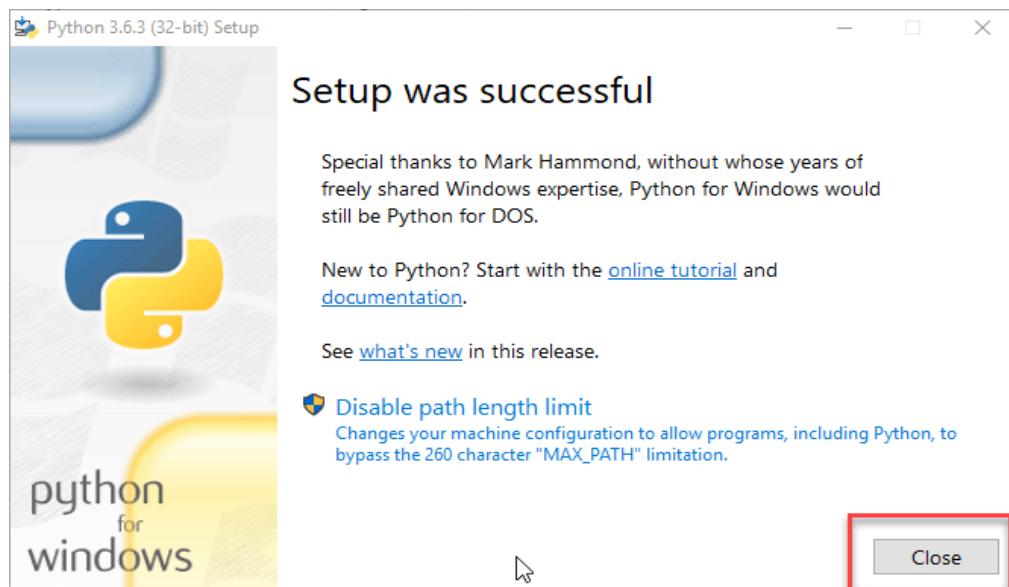 Python 3.6.3 (32-bit) Setup
Setup was successful
Special thanks to Mark Hammond, without whose years of
freely shared Windows expertise, Python for Windows would
still be Python for DOS.
New to Python? Start with the online tutorial and
documentation.
See what's new in this release.
Disable path length limit
Changes your machine configuration to allow programs, including Python, to
bypass the 260 character "MAX_PATH" limitation.
python
for
windows
Close